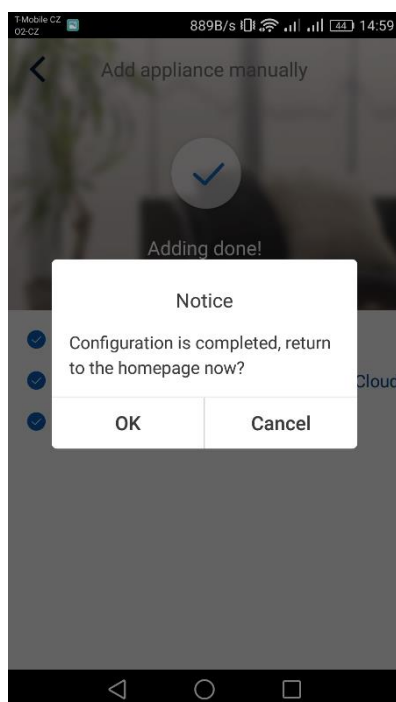 T-Mobile CZ
O2-CZ
889B/s 44 14:59
Add appliance manually
Adding done!
Notice
Configuration is completed, return
to the homepage now?
Cloud
OK Cancel